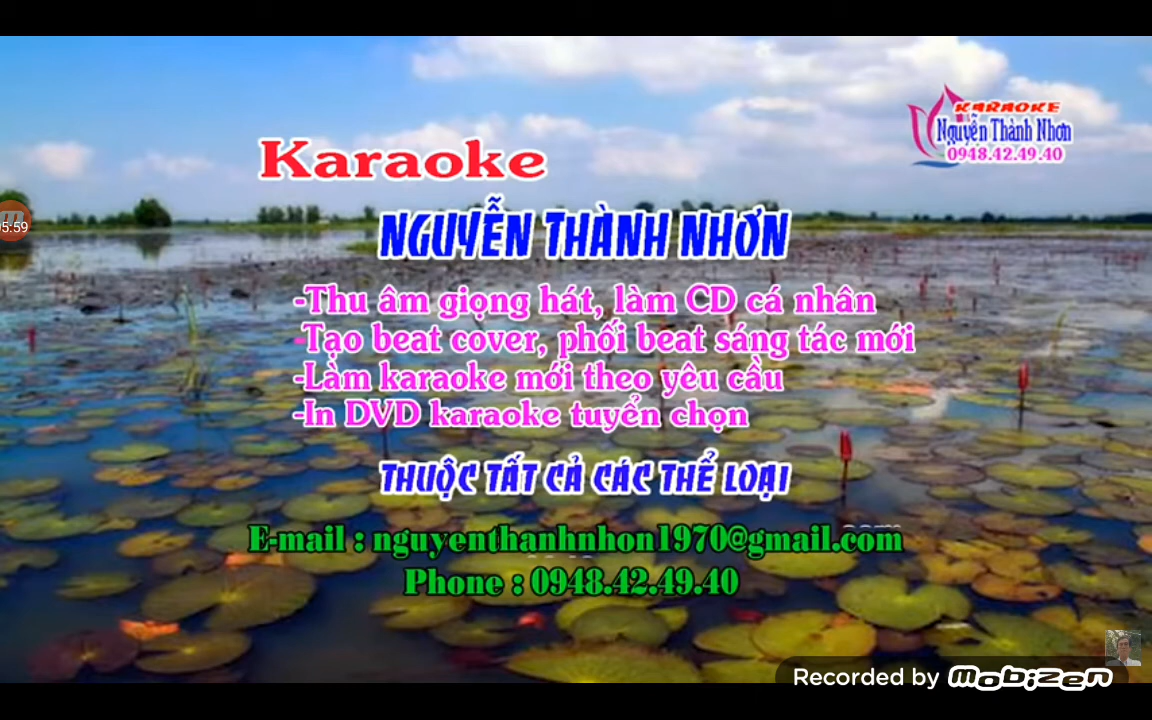 KARAOKE
Nguyễn Thành Nhơn
0948.42.49.40
Karaoke
NGUYỄN THÀNH NHƠN
-Thu âm giọng hát, làm CD cá nhân
-Tạo beat cover, phối beat sáng tác mới
-Làm karaoke mới theo yêu cầu
-In DVD karaoke tuyển chọn
THUỘC TẤT CẢ CÁC THỂ LOẠI
E-mail : nguyenthanhnhon1970@gmail.com
Phone : 0948.42.49.40
5:59
Recorded by mobizen